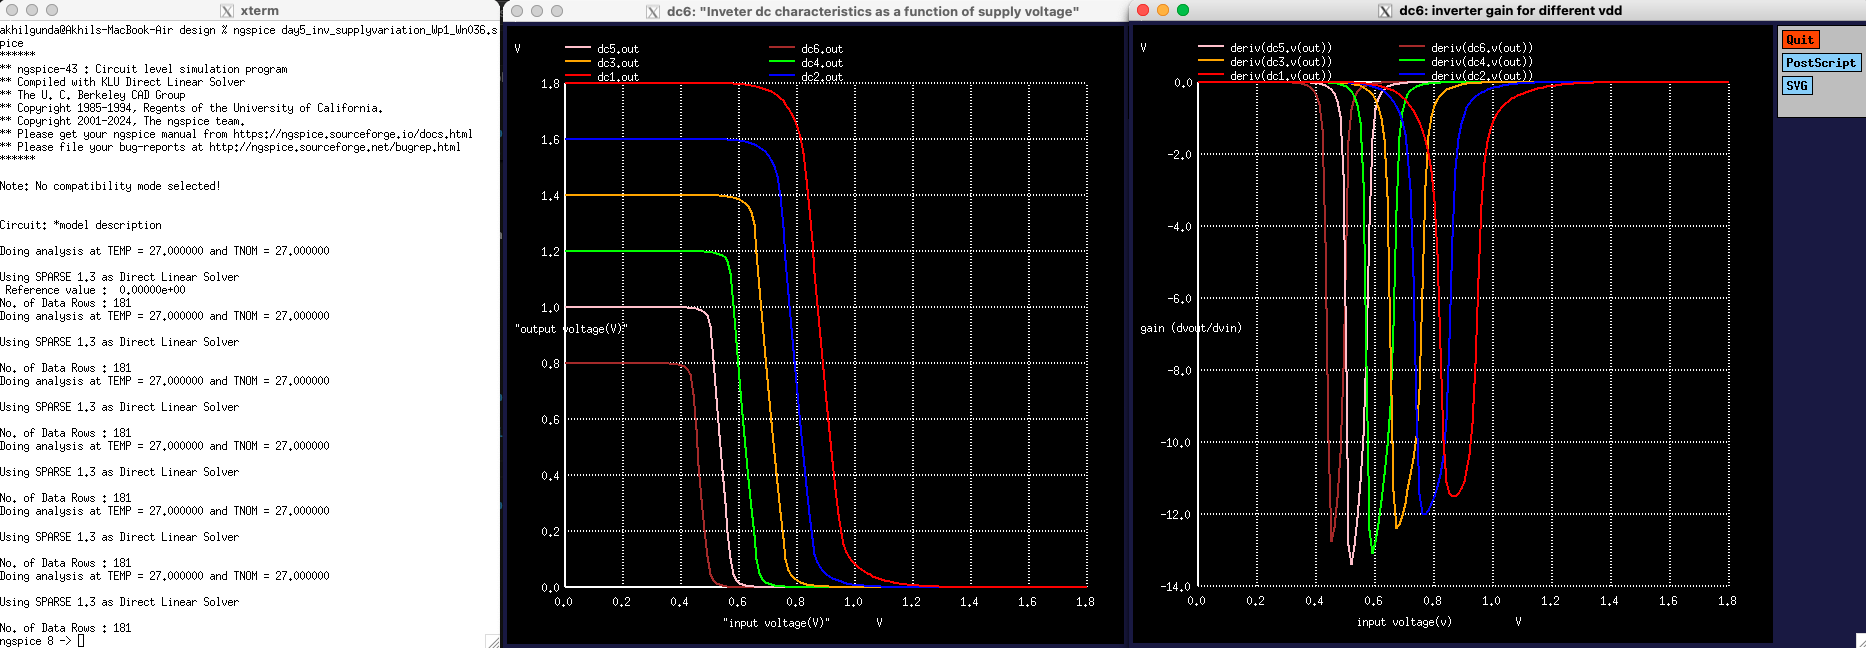 xterm
akhilgunda@Akhils-MacBook-Air design % ngspice day5_inv_supplyvariation_Wp1_Wn036.s
pice
******
** ngspice-43 : Circuit level simulation program
** Compiled with KLU Direct Linear Solver
** The U. C. Berkeley CAD Group
** Copyright 1985-1994, Regents of the University of California.
** Copyright 2001-2024, The ngspice team.
** Please get your ngspice manual from https://ngspice.sourceforge.io/docs.html
** Please file your bug-reports at http://ngspice.sourceforge.net/bugrep.html
******
Note: No compatibility mode selected!
Circuit: *model description
Doing analysis at TEMP = 27.000000 and TNOM = 27.000000
Using SPARSE 1.3 as Direct Linear Solver
Reference value :  0.00000e+00
No. of Data Rows : 181
Doing analysis at TEMP = 27.000000 and TNOM = 27.000000
Using SPARSE 1.3 as Direct Linear Solver
No. of Data Rows : 181
Doing analysis at TEMP = 27.000000 and TNOM = 27.000000
Using SPARSE 1.3 as Direct Linear Solver
No. of Data Rows : 181
Doing analysis at TEMP = 27.000000 and TNOM = 27.000000
Using SPARSE 1.3 as Direct Linear Solver
No. of Data Rows : 181
Doing analysis at TEMP = 27.000000 and TNOM = 27.000000
Using SPARSE 1.3 as Direct Linear Solver
No. of Data Rows : 181
Doing analysis at TEMP = 27.000000 and TNOM = 27.000000
Using SPARSE 1.3 as Direct Linear Solver
No. of Data Rows : 181
ngspice 8 ->
dc6: "Inveter dc characteristics as a function of supply voltage"
V
dc5.out dc6.out
dc3.out dc4.out
dc1.out dc2.out
1.8
1.6
1.4
1.2
1.0
"output voltage(V)"
0.8
0.6
0.4
0.2
0.0
0.0 0.2 0.4 0.6 0.8 1.0 1.2 1.4 1.6 1.8
"input voltage(V)" V
dc6: inverter gain for different vdd
V
deriv(dc5.v(out)) deriv(dc6.v(out))
deriv(dc3.v(out)) deriv(dc4.v(out))
deriv(dc1.v(out)) deriv(dc2.v(out))
0.0
-2.0
-4.0
-6.0
gain (dvout/dvin)
-8.0
-10.0
-12.0
-14.0
0.0 0.2 0.4 0.6 0.8 1.0 1.2 1.4 1.6 1.8
input voltage(v) V
Quit
PostScript
SVG